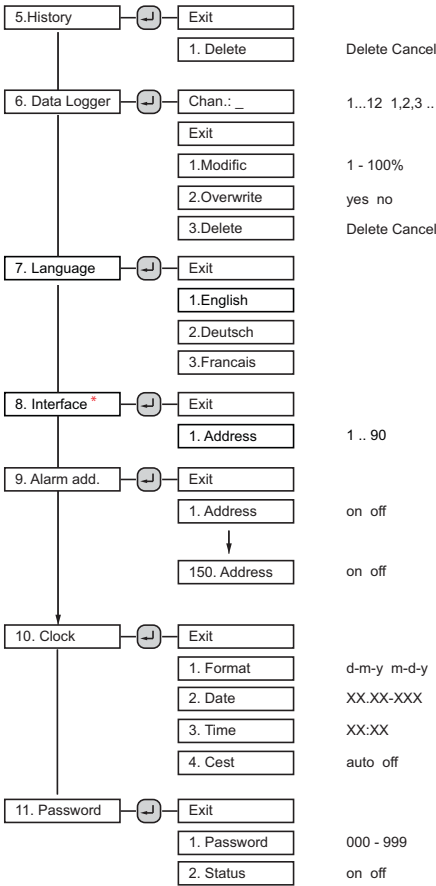 5.History Exit
1. Delete Delete Cancel
6. Data Logger Chan.: _ 1...12 1,2,3 ..
Exit
1.Modific 1 - 100%
2.Overwrite yes no
3.Delete Delete Cancel
7. Language Exit
1.English
2.Deutsch
3.Francais
8. Interface * Exit
1. Address 1 .. 90
9. Alarm add. Exit
1. Address on off
150. Address on off
10. Clock Exit
1. Format d-m-y m-d-y
2. Date XX.XX-XXX
3. Time XX:XX
4. Cest auto off
11. Password Exit
1. Password 000 - 999
2. Status on off